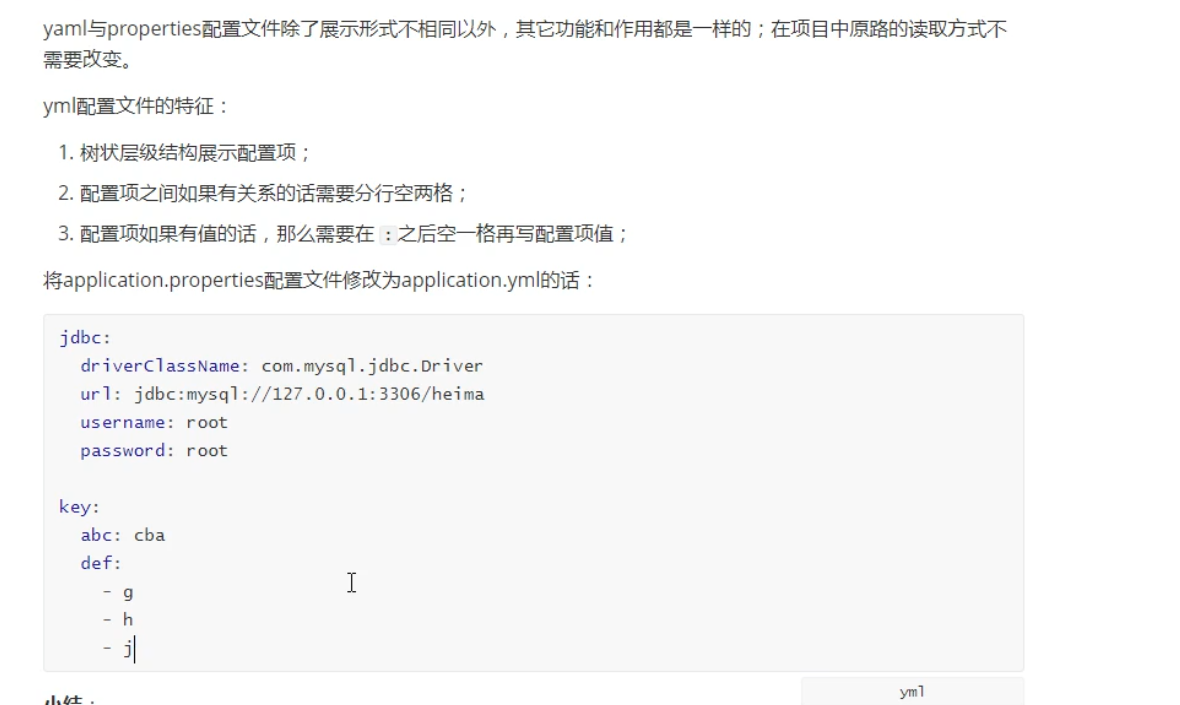 yaml与properties配置文件除了展示形式不相同以外，其它功能和作用都是一样的；在项目中原路的读取方式不
需要改变。
yml配置文件的特征：
1. 树状层级结构展示配置项；
2. 配置项之间如果有关系的话需要分行空两格；
3. 配置项如果有值的话，那么需要在 : 之后空一格再写配置项值；
将application.properties配置文件修改为application.yml的话：
jdbc:
  driverClassName: com.mysql.jdbc.Driver
  url: jdbc:mysql://127.0.0.1:3306/heima
  username: root
  password: root
key:
  abc: cba
  def:
    - g
    - h
    - j
yml
小结：